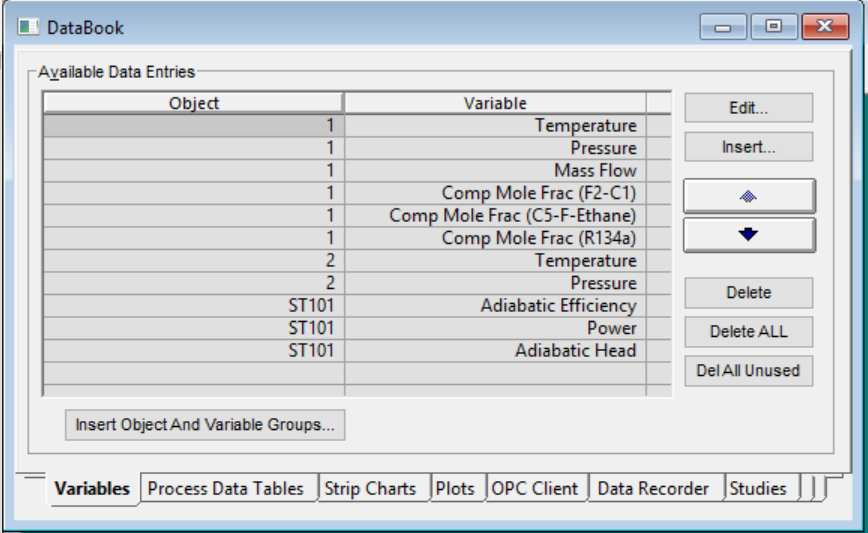 DataBook
Available Data Entries
Object Variable
1 Temperature
1 Pressure
1 Mass Flow
1 Comp Mole Frac (F2-C1)
1 Comp Mole Frac (C5-F-Ethane)
1 Comp Mole Frac (R134a)
2 Temperature
2 Pressure
ST101 Adiabatic Efficiency
ST101 Power
ST101 Adiabatic Head
Edit...
Insert...
Delete
Delete ALL
Del All Unused
Insert Object And Variable Groups...
Variables Process Data Tables Strip Charts Plots OPC Client Data Recorder Studies